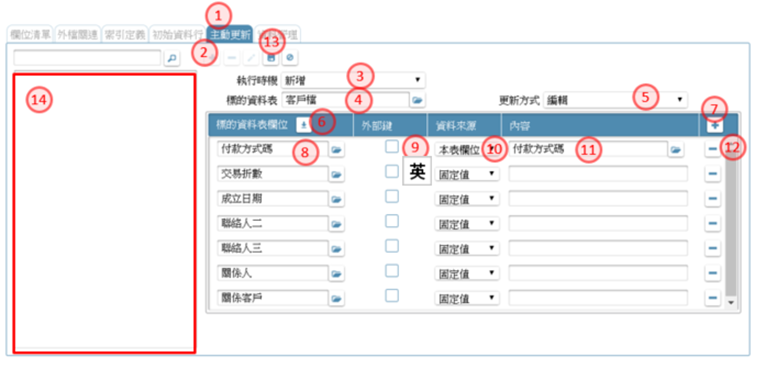 1
欄位清單 外檔關連 索引定義 初始資料行 主動更新 管理
2 13
14
執行時機 新增 3
標的資料表 客戶檔 4 更新方式 編輯 5
7
標的資料表欄位 6 外部鍵 資料來源 內容
付款方式碼 8 9 本表欄位 10 付款方式碼 11 12
英
交易折數 固定值
成立日期 固定值
聯絡人二 固定值
聯絡人三 固定值
關係人 固定值
關係客戶 固定值